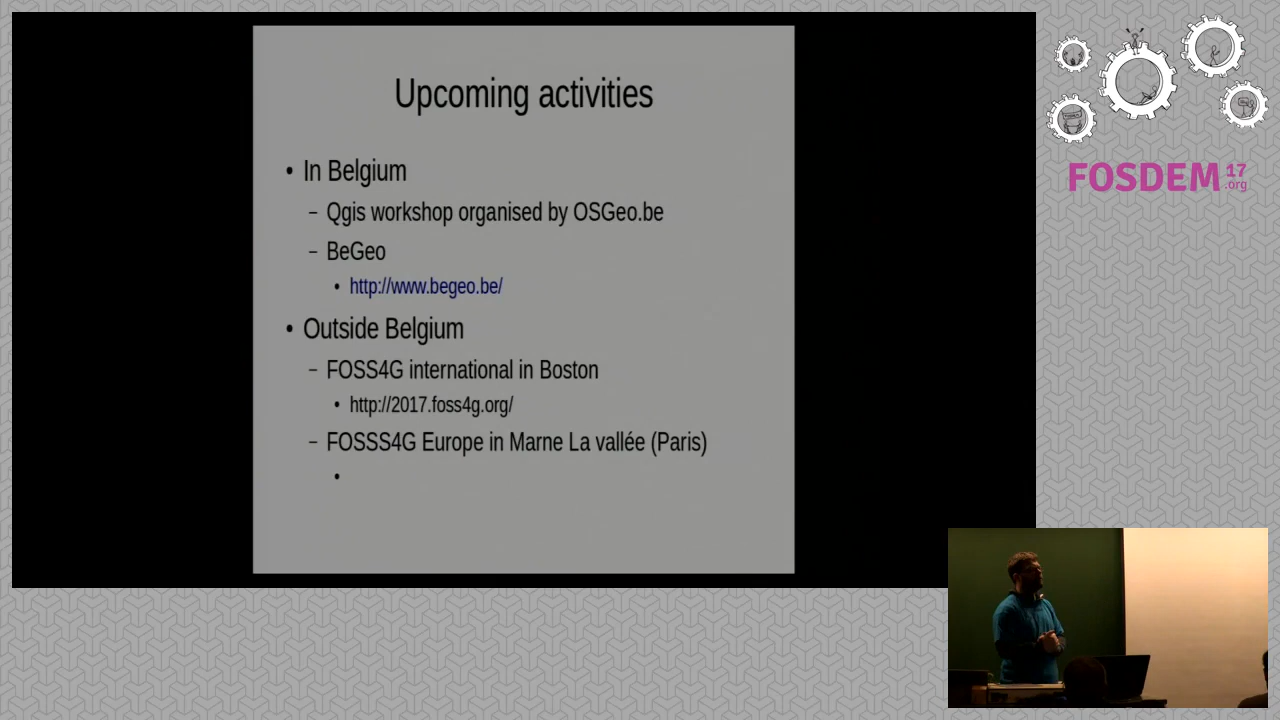 Upcoming activities
• In Belgium
– Qgis workshop organised by OSGeo.be
– BeGeo
• http://www.begeo.be/
• Outside Belgium
– FOSS4G international in Boston
• http://2017.foss4g.org/
– FOSSS4G Europe in Marne La vallée (Paris)
•
FOSDEM 17
.org